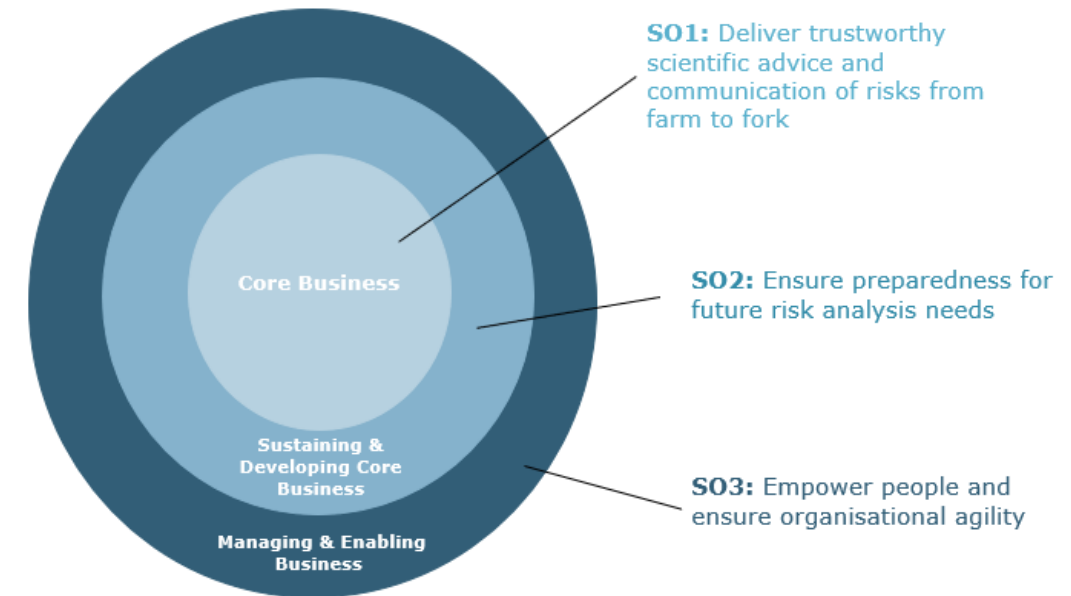 SO1: Deliver trustworthy
scientific advice and
communication of risks from
farm to fork
Core Business
SO2: Ensure preparedness for
future risk analysis needs
Sustaining &
Developing Core
Business
SO3: Empower people and
ensure organisational agility
Managing & Enabling
Business